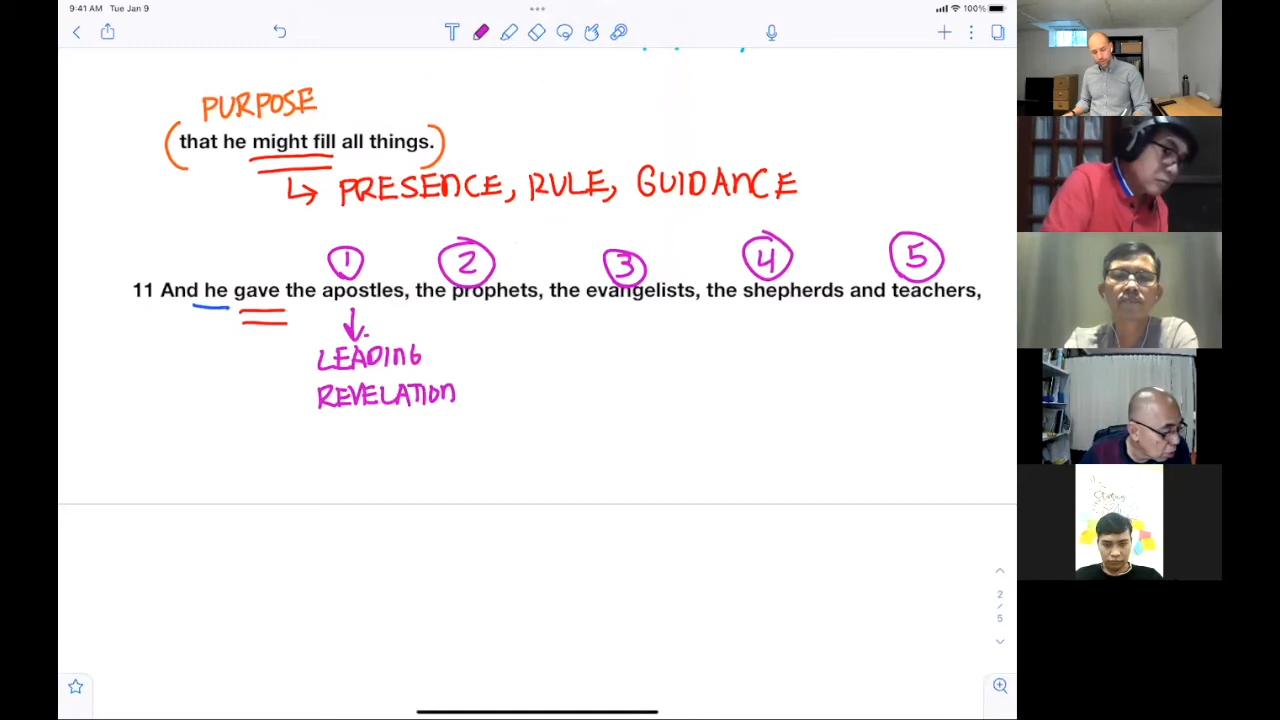 9:41 AM Tue Jan 9
100%
PURPOSE
(that he might fill all things.)
↳ PRESENCE, RULE, GUIDANCE
1 2 3 4 5
11 And he gave the apostles, the prophets, the evangelists, the shepherds and teachers,
LEADING
REVELATION
2
/
5